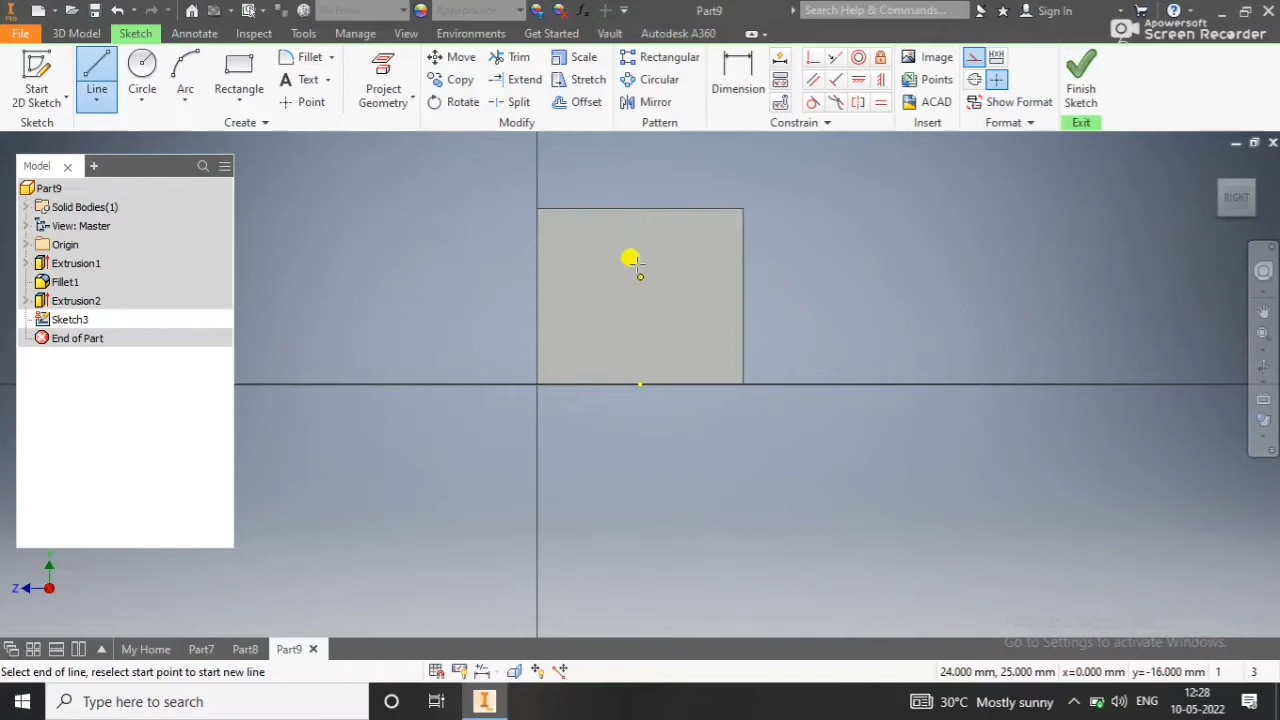 PRO
Material
Appearance
fx
Part9
Search Help & Commands...
Sign In
File 3D Model Sketch Annotate Inspect Tools Manage View Environments Get Started Vault Autodesk A360
Apowersoft
Screen Recorder
Start
2D Sketch
Line
Circle
Arc
Rectangle
Fillet
Text
Point
Project
Geometry
Move Trim Scale
Copy Extend Stretch
Rotate Split Offset
Rectangular
Circular
Mirror
Dimension
Image
Points
ACAD
Show Format
Finish
Sketch
Sketch Create Modify Pattern Constrain Insert Format Exit
Model
Part9
Solid Bodies(1)
View: Master
Origin
Extrusion1
Fillet1
Extrusion2
Sketch3
End of Part
RIGHT
Y
Z
Go to Settings to activate Windows.
My Home Part7 Part8 Part9
Select end of line, reselect start point to start new line
24.000 mm, 25.000 mm x=0.000 mm y=-16.000 mm 1 3
Type here to search
30°C Mostly sunny
ENG
12:28
10-05-2022